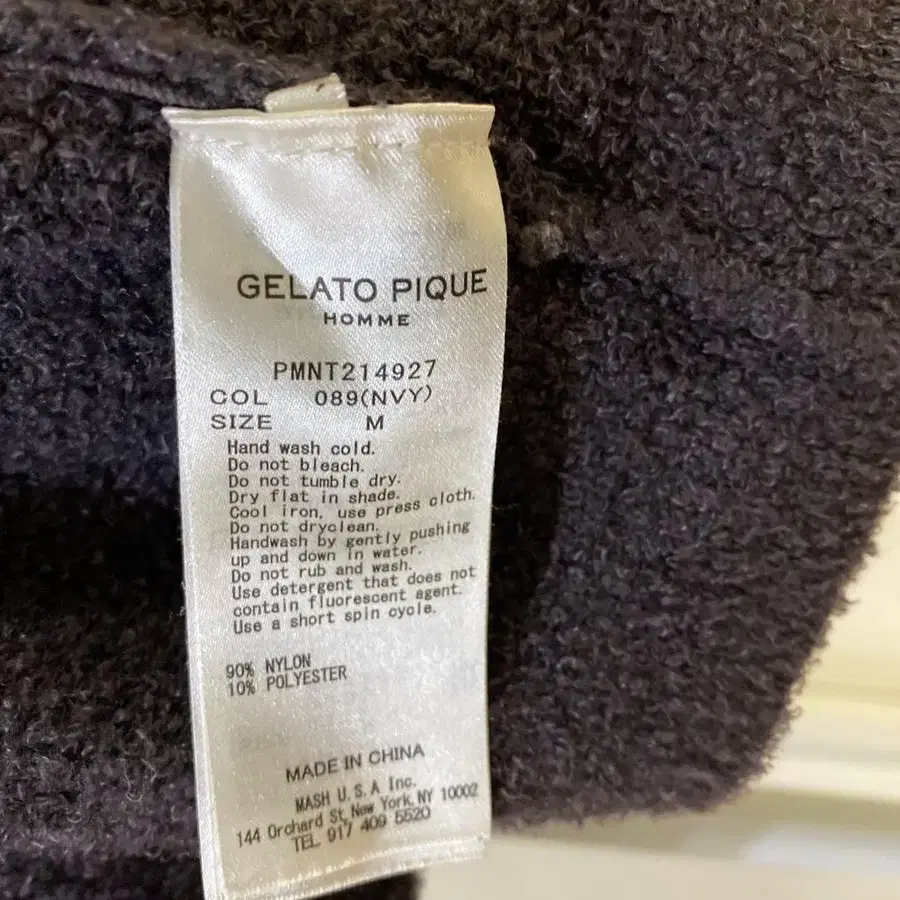 GELATO PIQUE
HOMME
PMNT214927
COL 089(NVY)
SIZE M
Hand wash cold.
Do not bleach.
Do not tumble dry.
Dry flat in shade.
Cool iron, use press cloth.
Do not dryclean.
Handwash by gently pushing
up and down in water.
Do not rub and wash.
Use detergent that does not
contain fluorescent agent.
Use a short spin cycle.
90% NYLON
10% POLYESTER
MADE IN CHINA
MASH U.S.A Inc.
144 Orchard St, New York, NY 10002
TEL 917 409 5520